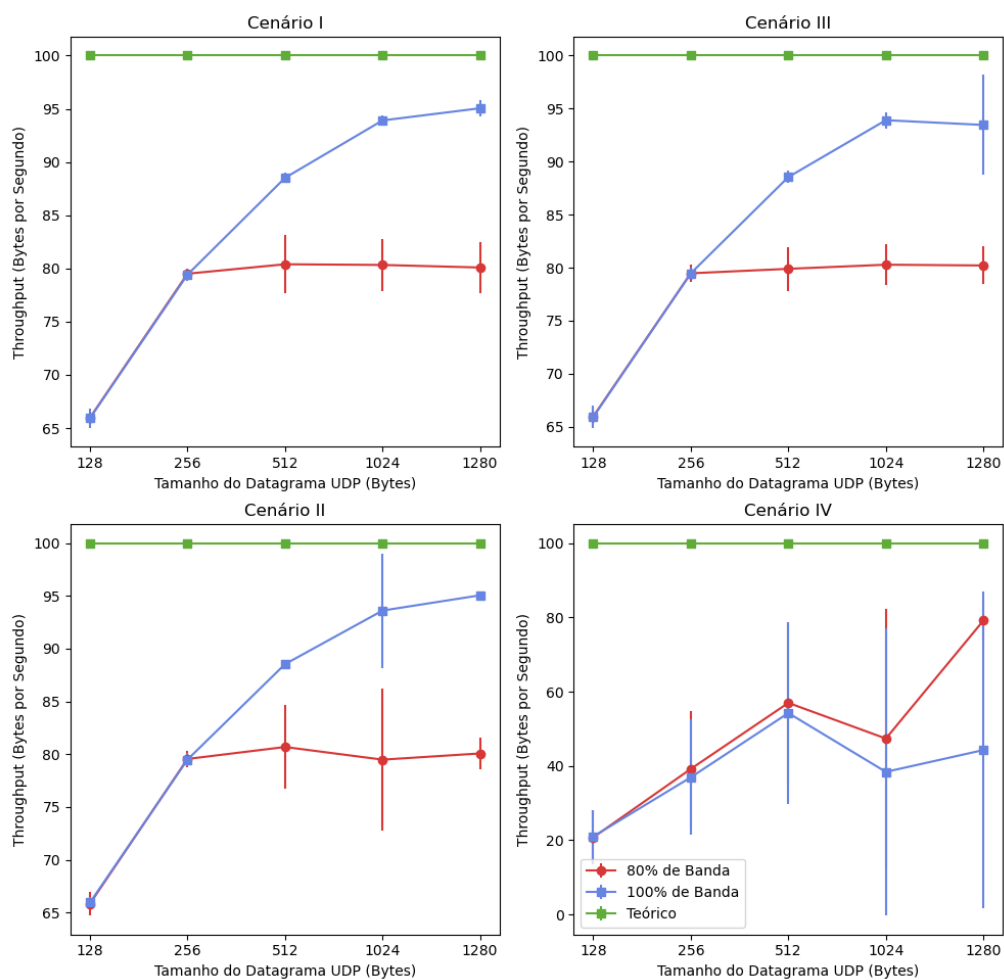 Cenário I
Throughput (Bytes por Segundo)
100
95
90
85
80
75
70
65
128 256 512 1024 1280
Tamanho do Datagrama UDP (Bytes)
Cenário III
Throughput (Bytes por Segundo)
100
95
90
85
80
75
70
65
128 256 512 1024 1280
Tamanho do Datagrama UDP (Bytes)
Cenário II
Throughput (Bytes por Segundo)
100
95
90
85
80
75
70
65
128 256 512 1024 1280
Tamanho do Datagrama UDP (Bytes)
Cenário IV
Throughput (Bytes por Segundo)
100
80
60
40
20
0
80% de Banda
100% de Banda
Teórico
128 256 512 1024 1280
Tamanho do Datagrama UDP (Bytes)